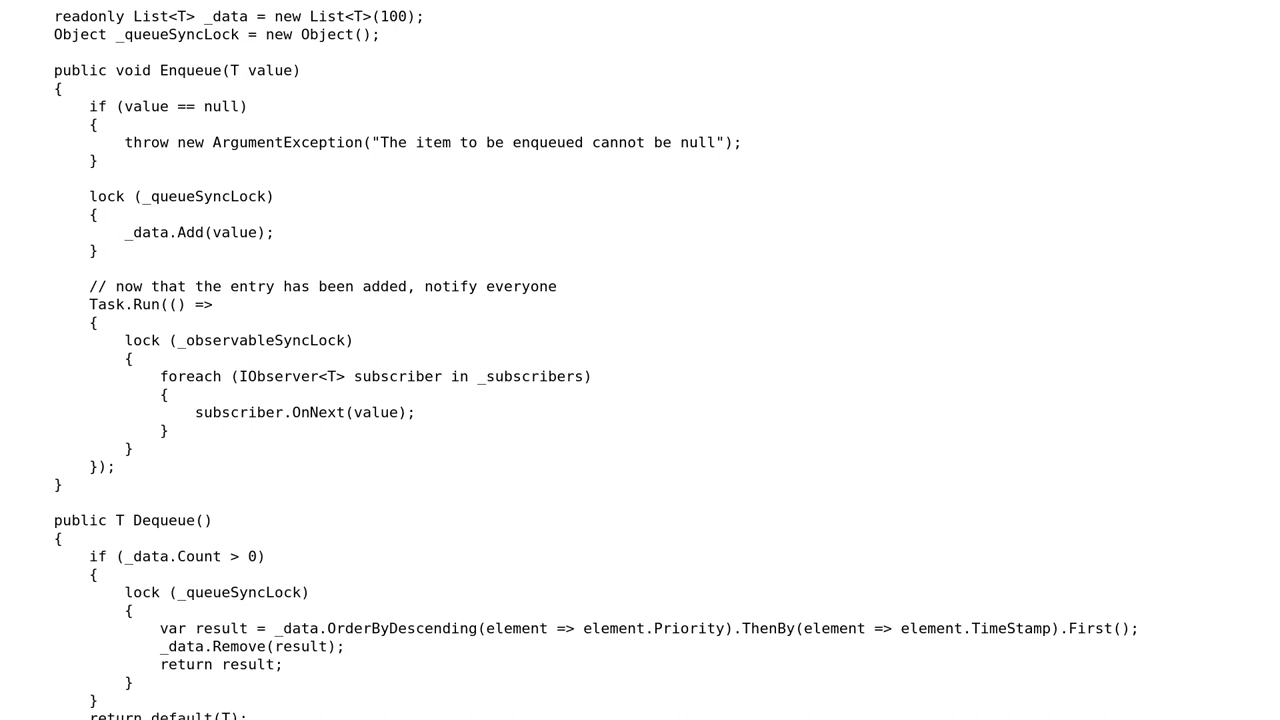 readonly List<T> _data = new List<T>(100);
Object _queueSyncLock = new Object();
public void Enqueue(T value)
{
if (value == null)
{
throw new ArgumentException("The item to be enqueued cannot be null");
}
lock (_queueSyncLock)
{
_data.Add(value);
}
// now that the entry has been added, notify everyone
Task.Run(() =>
{
lock (_observableSyncLock)
{
foreach (IObserver<T> subscriber in _subscribers)
{
subscriber.OnNext(value);
}
}
});
}
public T Dequeue()
{
if (_data.Count > 0)
{
lock (_queueSyncLock)
{
var result = _data.OrderByDescending(element => element.Priority).ThenBy(element => element.TimeStamp).First();
_data.Remove(result);
return result;
}
}
return default(T);